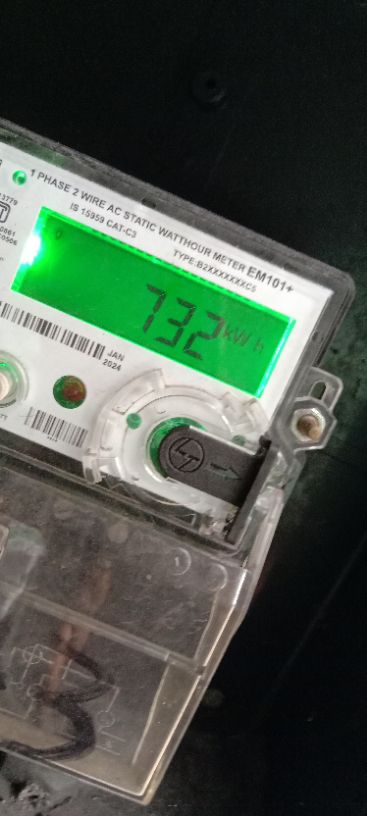 1 PHASE 2 WIRE AC STATIC WATTHOUR METER EM101+
IS 15959 CAT-C3
TYPE:B2XXXXXXXC5
732 kWh
JAN
2024